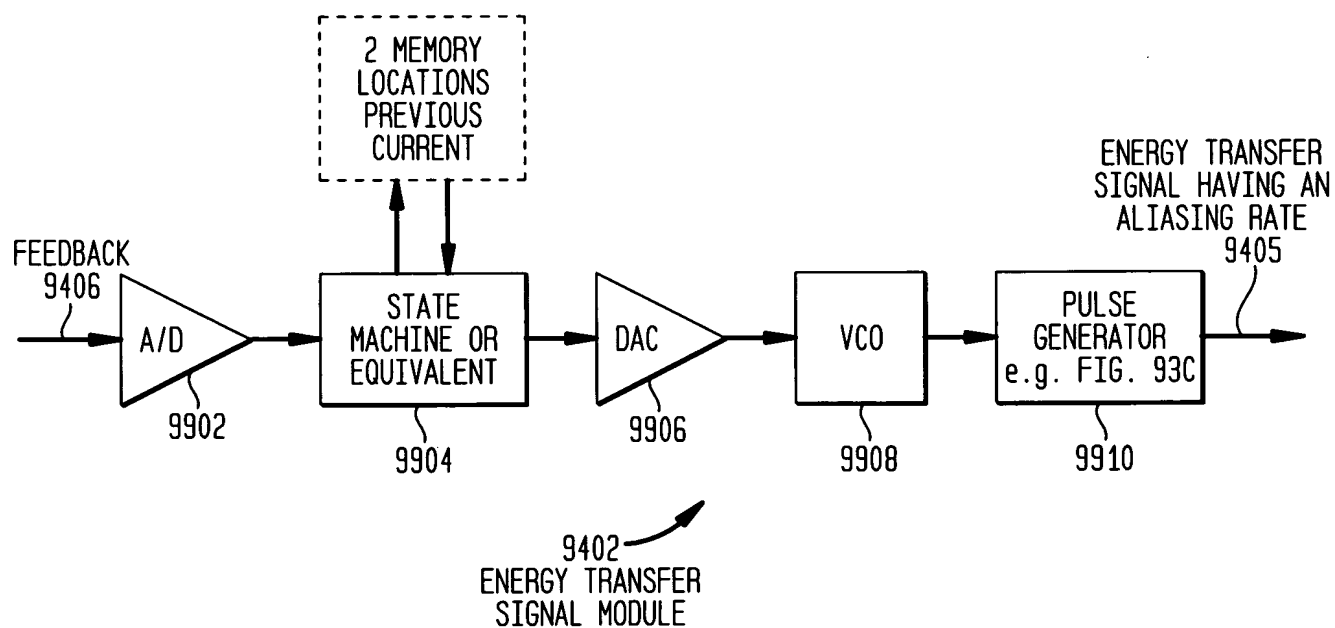 2 MEMORY
LOCATIONS
PREVIOUS
CURRENT
ENERGY TRANSFER
SIGNAL HAVING AN
ALIASING RATE
9405
FEEDBACK
9406
A/D
9902
STATE
MACHINE OR
EQUIVALENT
9904
DAC
9906
VCO
9908
PULSE
GENERATOR
e.g. FIG. 93C
9910
9402
ENERGY TRANSFER
SIGNAL MODULE